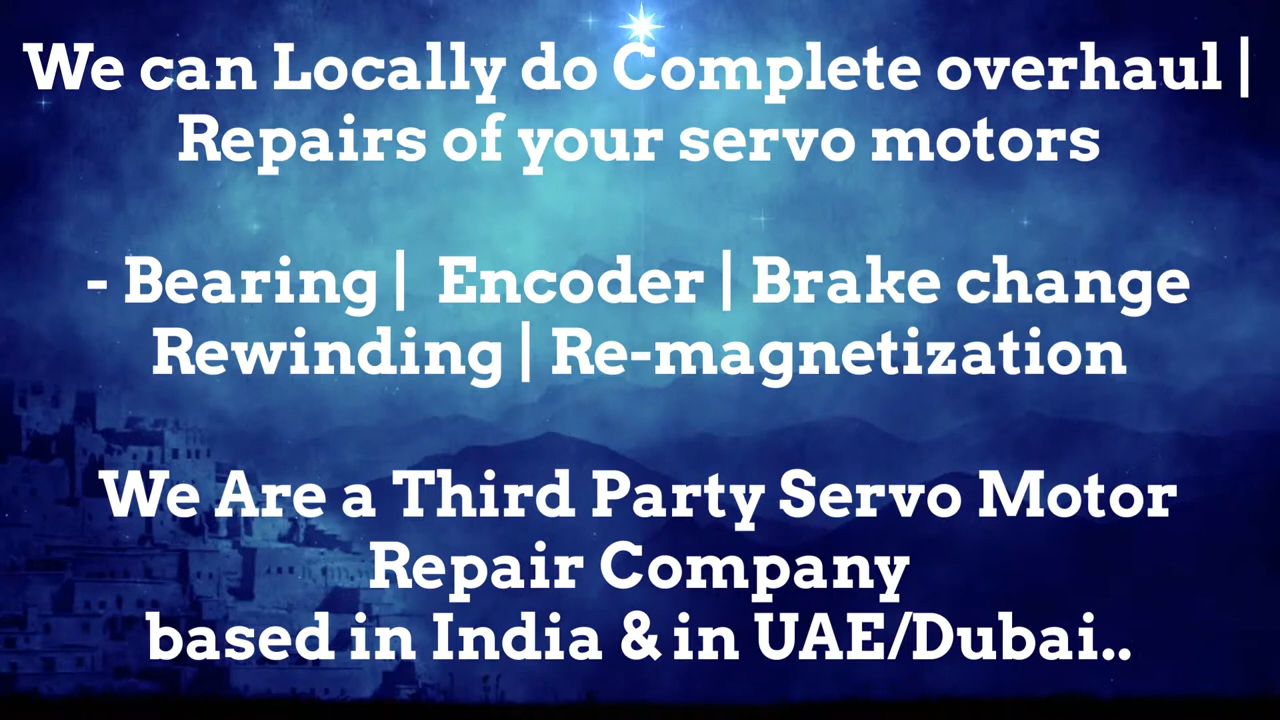 We can Locally do Complete overhaul |
Repairs of your servo motors
- Bearing | Encoder | Brake change
Rewinding | Re-magnetization
We Are a Third Party Servo Motor
Repair Company
based in India & in UAE/Dubai..